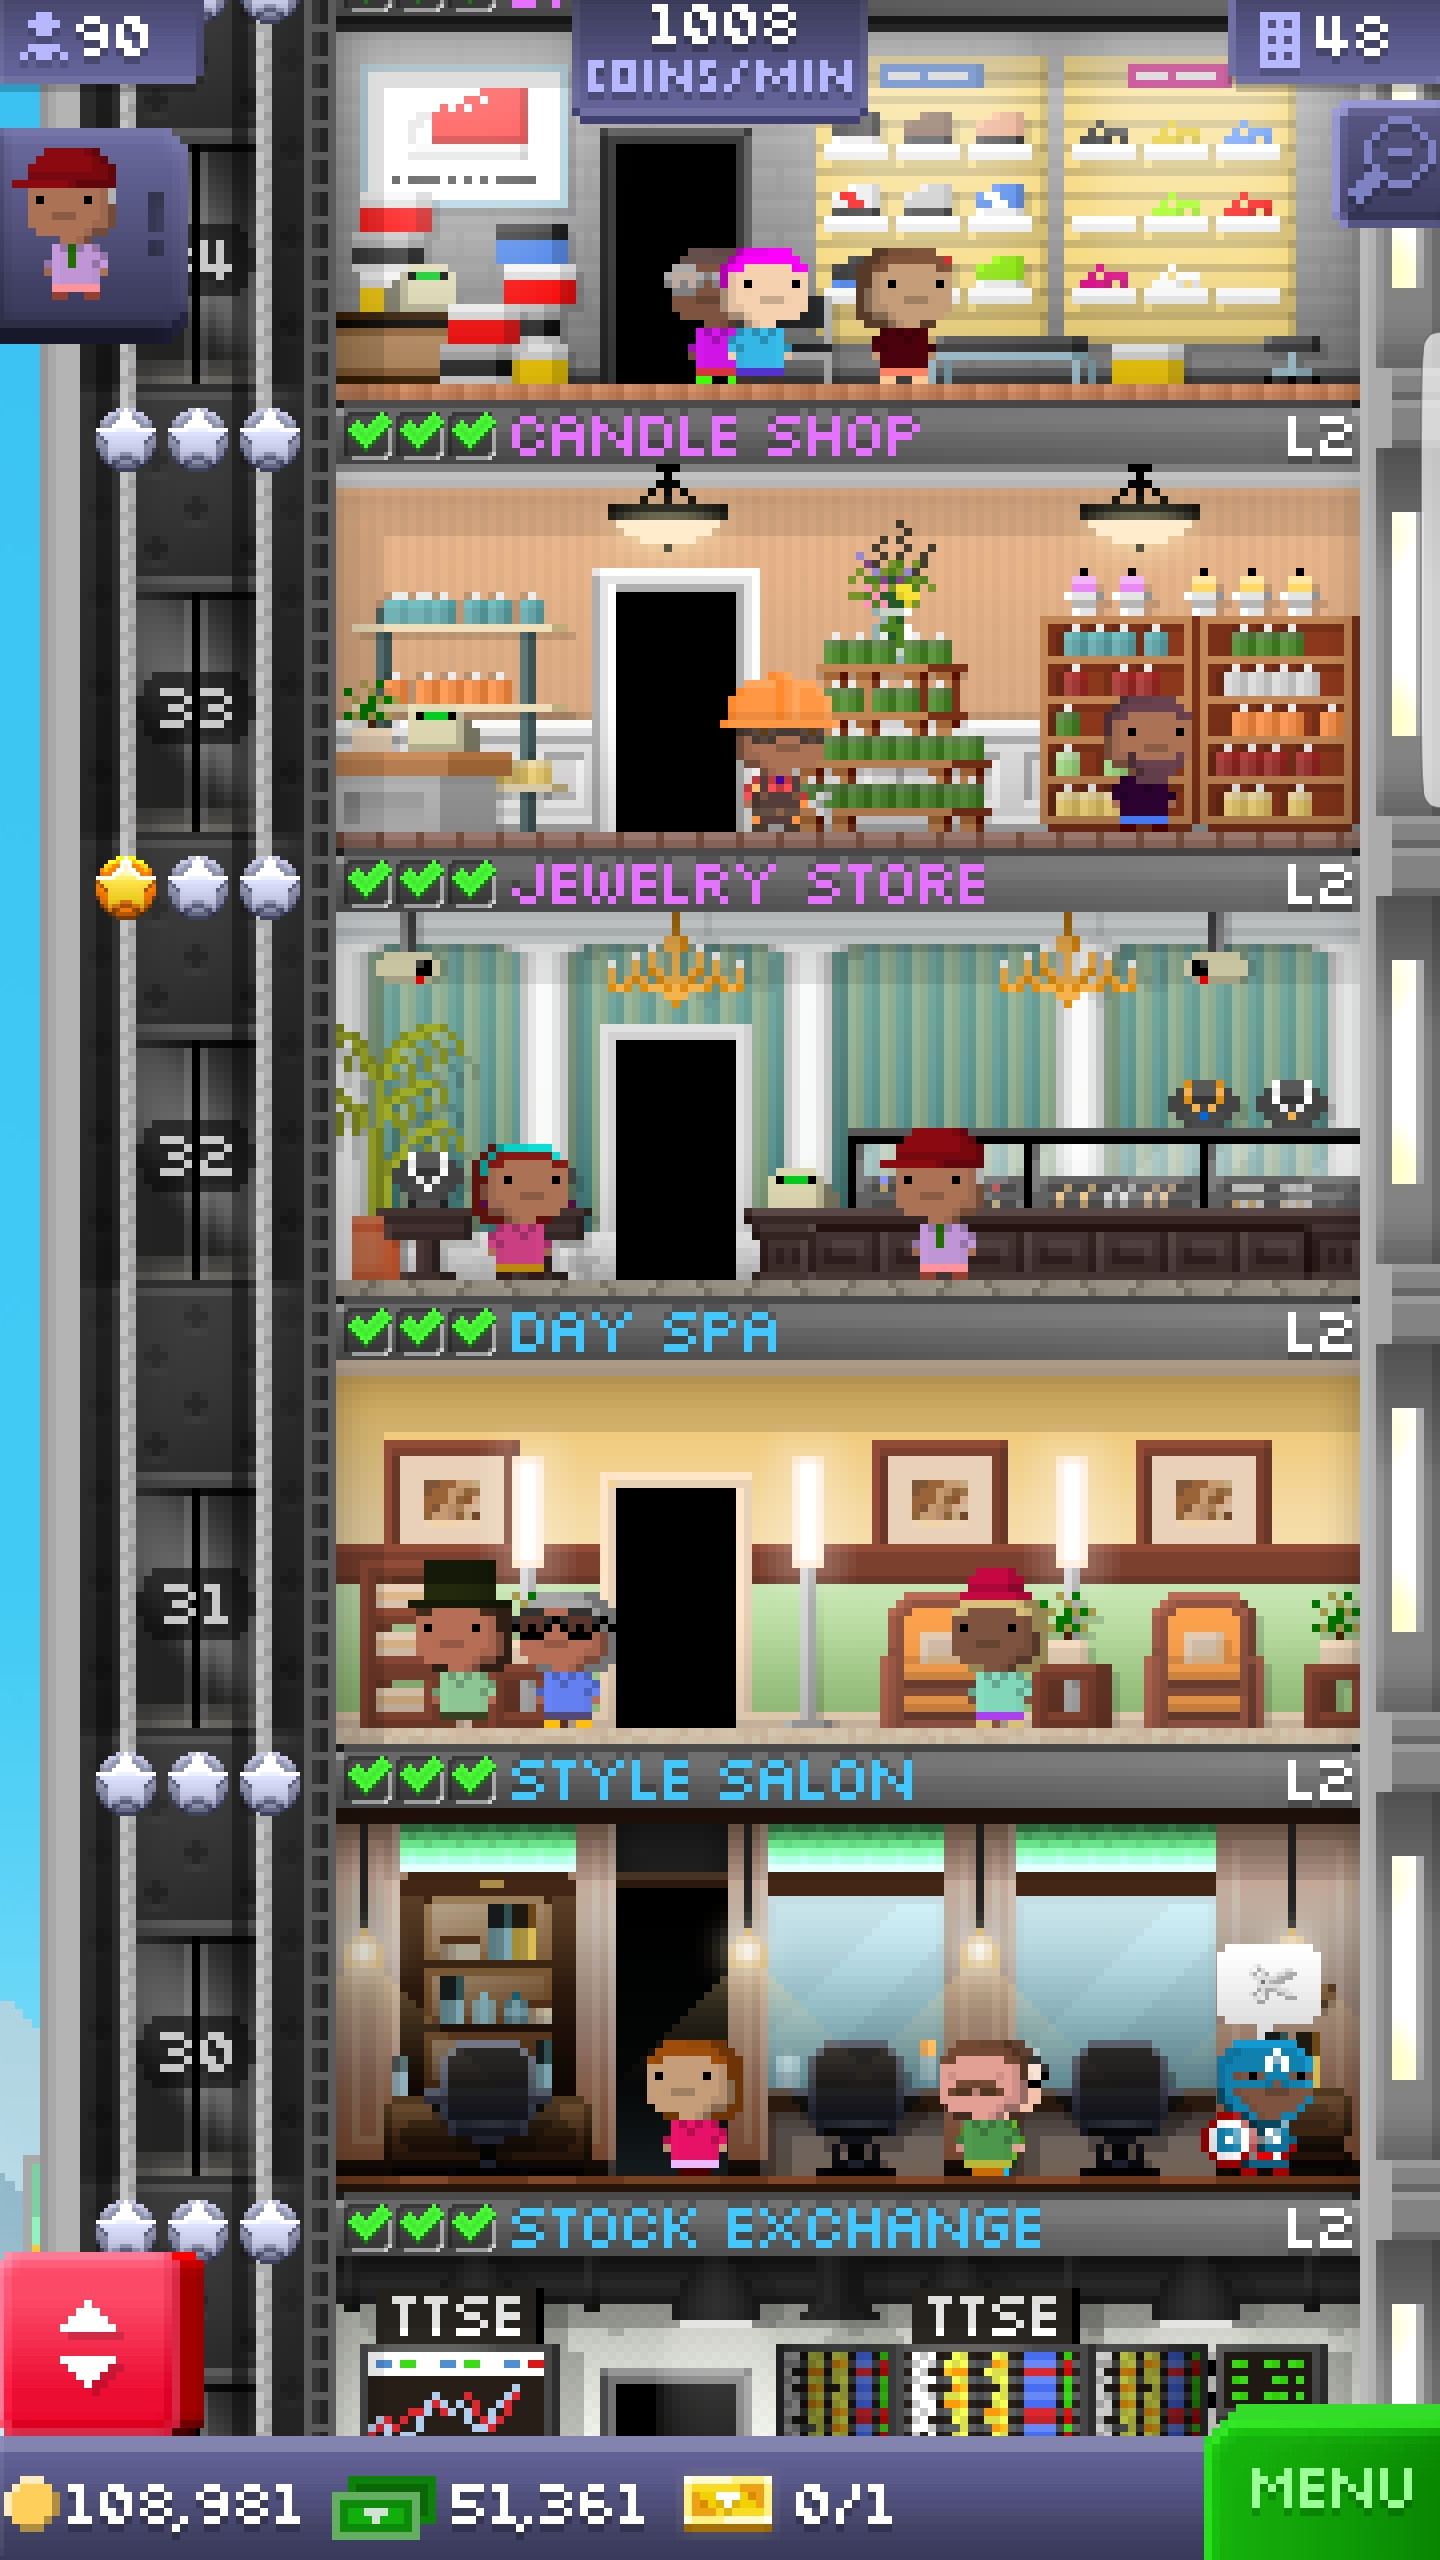 90
1008
COINS/MIN
48
!
CANDLE SHOP L2
33
JEWELRY STORE L2
32
DAY SPA L2
31
STYLE SALON L2
30
STOCK EXCHANGE L2
TTSE TTSE
108,981 51,361 0/1
MENU